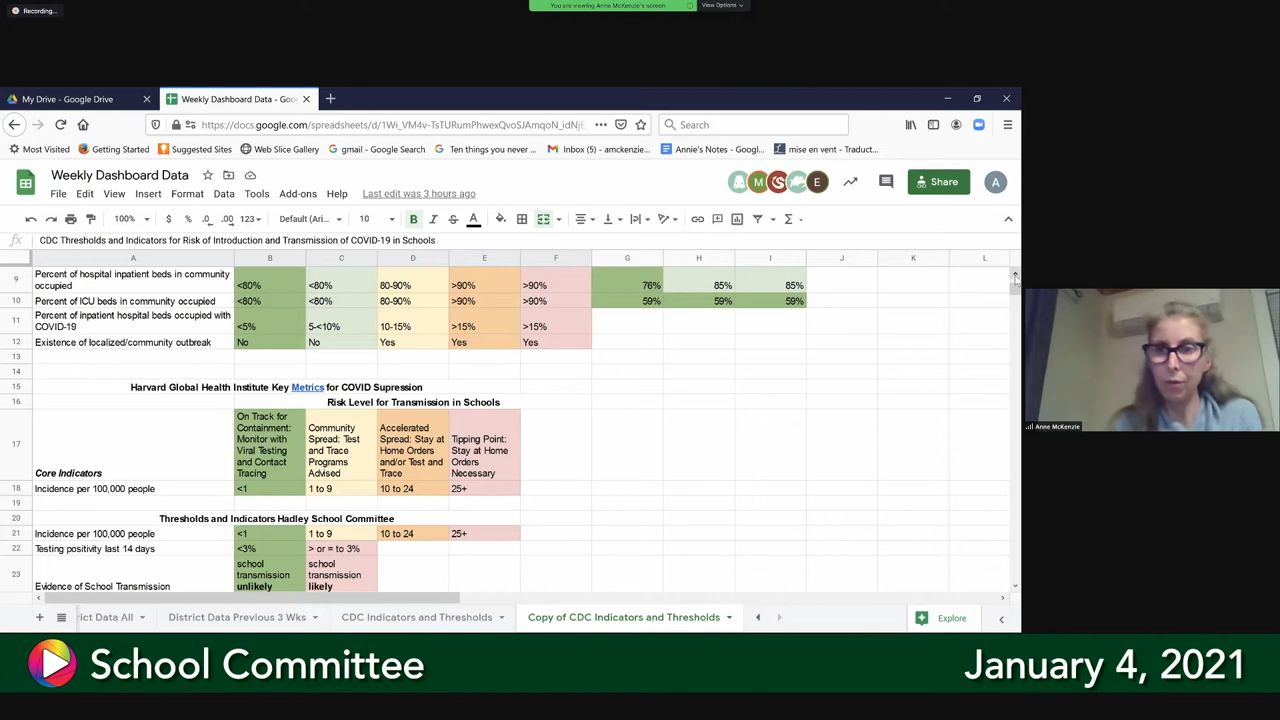 Recording...
You are viewing Anne McKenzie's screen
View Options
My Drive - Google Drive
Weekly Dashboard Data - Goo
https://docs.google.com/spreadsheets/d/1Wi_VM4v-TsTURumPhwexQvoSJAmqoN_idNjE
Search
Most Visited Getting Started Suggested Sites Web Slice Gallery gmail - Google Search Ten things you never ... Inbox (5) - amckenzie... Annie's Notes - Googl... mise en vent - Traduct...
Weekly Dashboard Data
File Edit View Insert Format Data Tools Add-ons Help Last edit was 3 hours ago
M E
Share
A
100% $ % .0 .00 123 Default (Ari... 10 B I S A
fx CDC Thresholds and Indicators for Risk of Introduction and Transmission of COVID-19 in Schools
A B C D E F G H I J K L
9 Percent of hospital inpatient beds in community
occupied <80% <80% 80-90% >90% >90% 76% 85% 85%
10 Percent of ICU beds in community occupied <80% <80% 80-90% >90% >90% 59% 59% 59%
11 Percent of inpatient hospital beds occupied with
COVID-19 <5% 5-<10% 10-15% >15% >15%
12 Existence of localized/community outbreak No No Yes Yes Yes
13
14
15 Harvard Global Health Institute Key Metrics for COVID Supression
16 Risk Level for Transmission in Schools
17
Core Indicators
On Track for
Containment:
Monitor with
Viral Testing
and Contact
Tracing
Community
Spread: Test
and Trace
Programs
Advised
Accelerated
Spread: Stay at
Home Orders
and/or Test and
Trace
Tipping Point:
Stay at Home
Orders
Necessary
18 Incidence per 100,000 people <1 1 to 9 10 to 24 25+
19
20 Thresholds and Indicators Hadley School Committee
21 Incidence per 100,000 people <1 1 to 9 10 to 24 25+
22 Testing positivity last 14 days <3% > or = to 3%
23
Evidence of School Transmission
school
transmission
unlikely
school
transmission
likely
rict Data All District Data Previous 3 Wks CDC Indicators and Thresholds Copy of CDC Indicators and Thresholds Explore
Anne McKenzie
School Committee
January 4, 2021